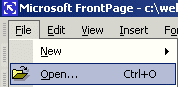 Microsoft FrontPage - c:\we
File Edit View Insert Fo
New
Open... Ctrl+O